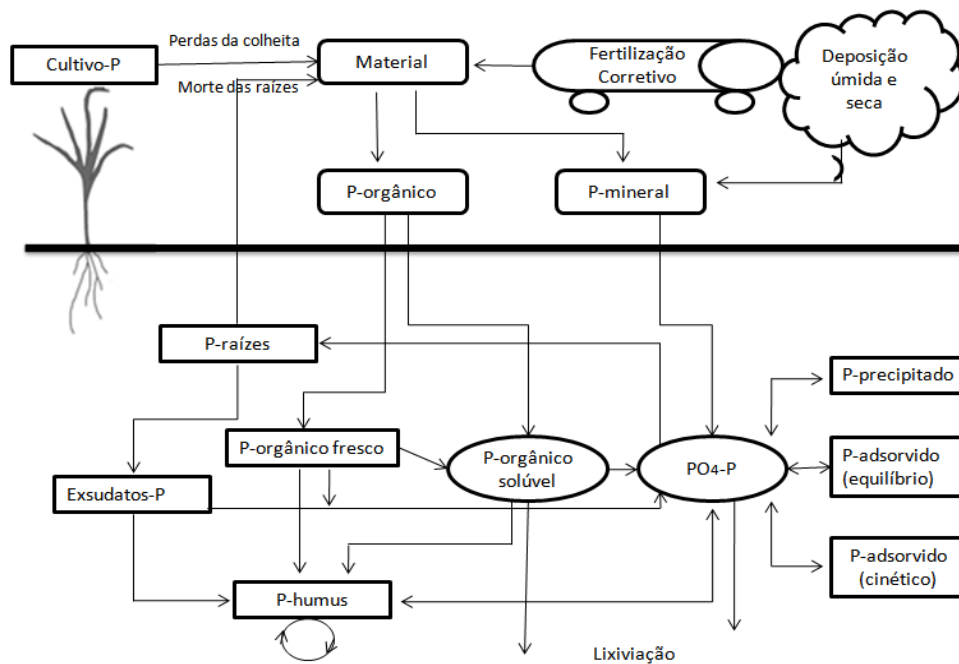 Perdas da colheita
Cultivo-P
Material
Fertilização
Corretivo
Deposição
úmida e
seca
Morte das raízes
P-orgânico
P-mineral
P-raízes
P-precipitado
P-orgânico fresco
P-orgânico
solúvel
PO4-P
P-adsorvido
(equilíbrio)
Exsudatos-P
P-adsorvido
(cinético)
P-humus
Lixiviação